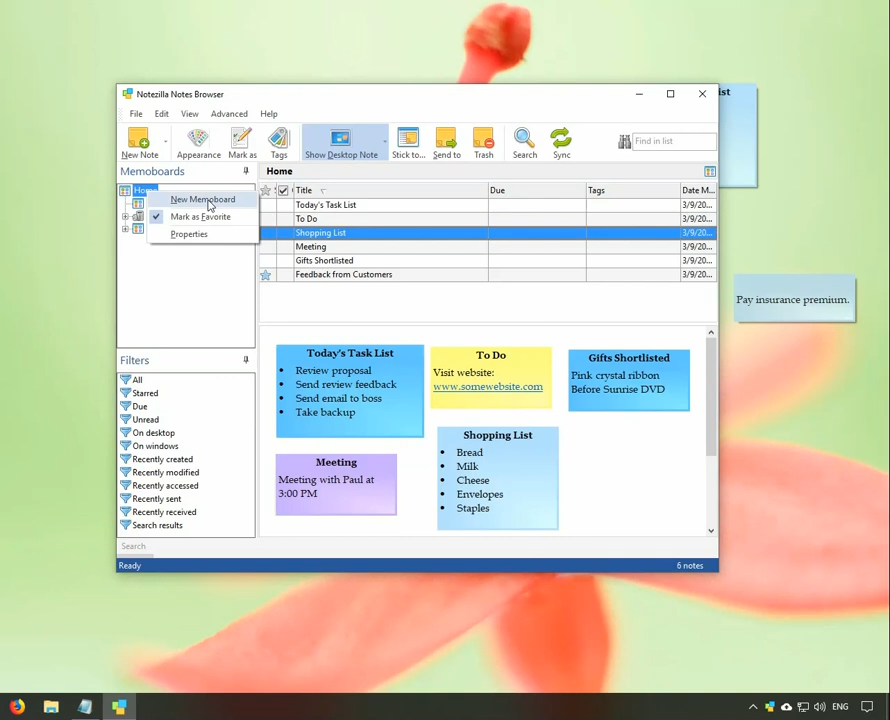 Notezilla Notes Browser
ist
File Edit View Advanced Help
New Note Appearance Mark as Tags Show Desktop Note Stick to... Send to Trash Search Sync Find in list
Memoboards
Home
Home
New Memoboard
Mark as Favorite
Properties
Title Due Tags Date M...
Today's Task List 3/9/20...
To Do 3/9/20...
Shopping List 3/9/20...
Meeting 3/9/20...
Gifts Shortlisted 3/9/20...
Feedback from Customers 3/9/20...
Pay insurance premium.
Filters
All
Starred
Due
Unread
On desktop
On windows
Recently created
Recently modified
Recently accessed
Recently sent
Recently received
Search results
Today's Task List
• Review proposal
• Send review feedback
• Send email to boss
• Take backup
To Do
Visit website:
www.somewebsite.com
Gifts Shortlisted
Pink crystal ribbon
Before Sunrise DVD
Meeting
Meeting with Paul at
3:00 PM
Shopping List
• Bread
• Milk
• Cheese
• Envelopes
• Staples
Search
Ready 6 notes
ENG